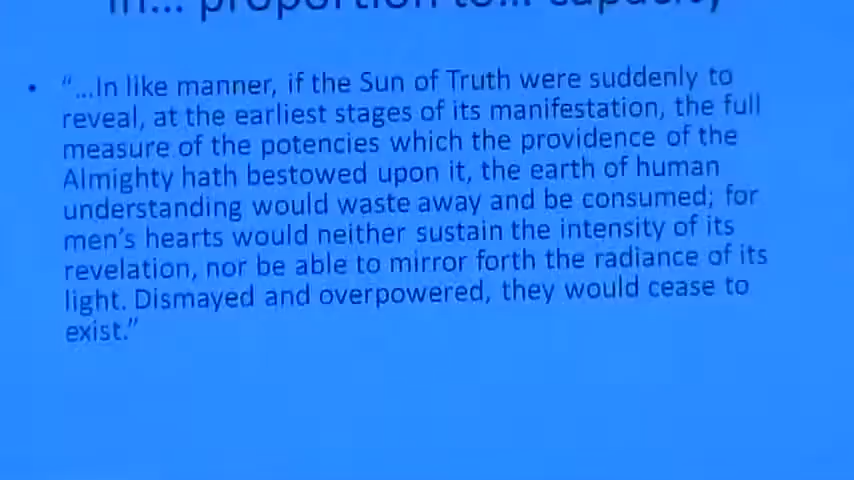 in... proportion to... capacity
• “...In like manner, if the Sun of Truth were suddenly to
reveal, at the earliest stages of its manifestation, the full
measure of the potencies which the providence of the
Almighty hath bestowed upon it, the earth of human
understanding would waste away and be consumed; for
men’s hearts would neither sustain the intensity of its
revelation, nor be able to mirror forth the radiance of its
light. Dismayed and overpowered, they would cease to
exist.”